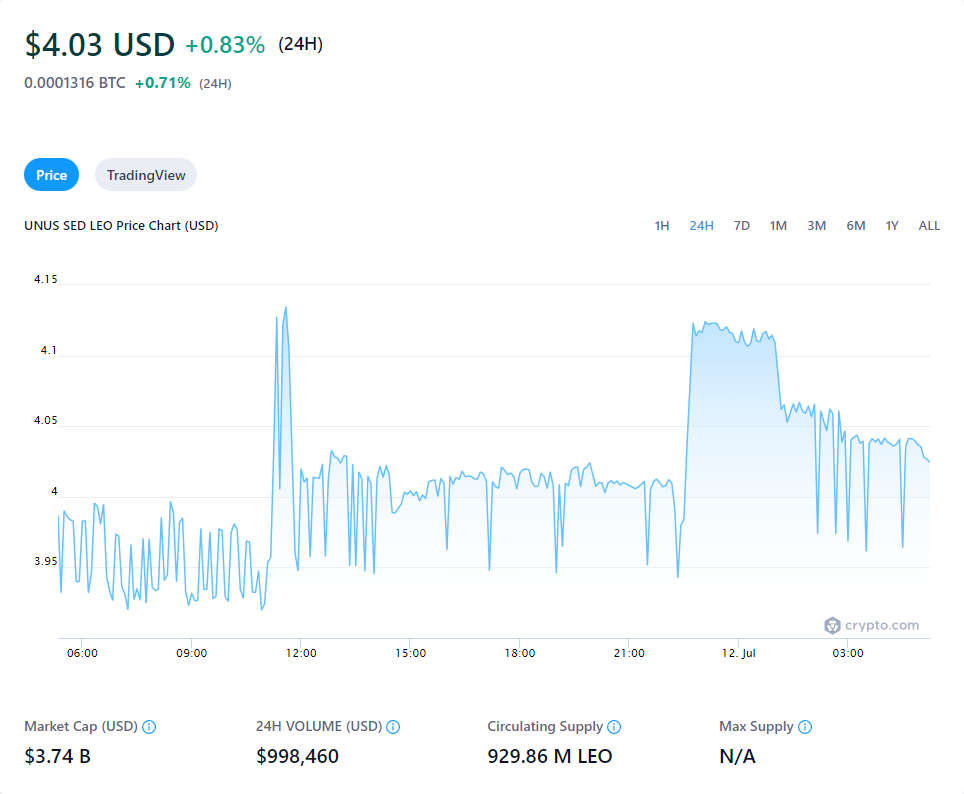 $4.03 USD +0.83% (24H)
0.0001316 BTC +0.71% (24H)
Price TradingView
UNUS SED LEO Price Chart (USD) 1H 24H 7D 1M 3M 6M 1Y ALL
4.15
4.1
4.05
4
3.95
crypto.com
06:00 09:00 12:00 15:00 18:00 21:00 12. Jul 03:00
Market Cap (USD) 24H VOLUME (USD) Circulating Supply Max Supply
$3.74 B $998,460 929.86 M LEO N/A